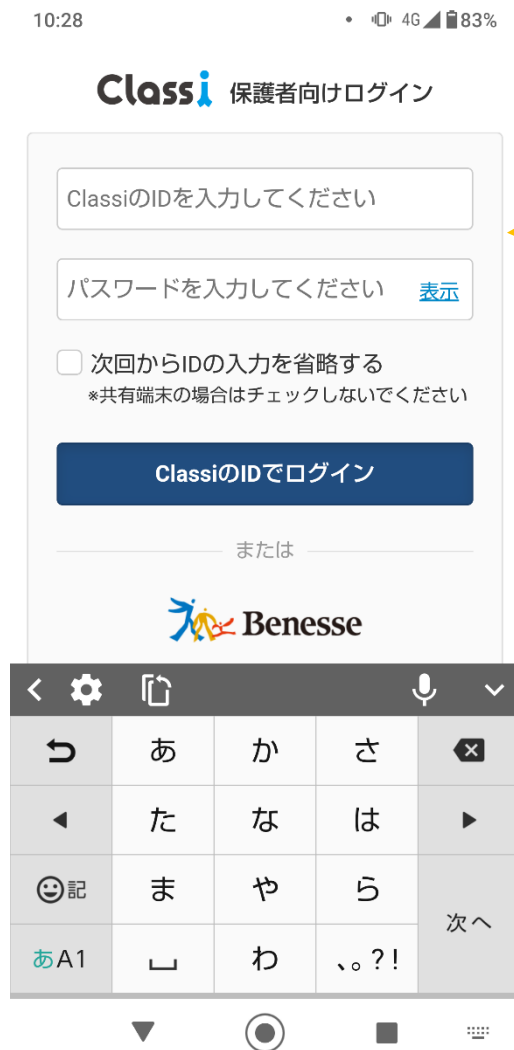 10:28
4G 83%
Classi 保護者向けログイン
ClassiのIDを入力してください
パスワードを入力してください 表示
次回からIDの入力を省略する
※共有端末の場合はチェックしないでください
ClassiのIDでログイン
または
Benesse
あ か さ
た な は
記 ま や ら
次へ
あA1 わ 、。?!